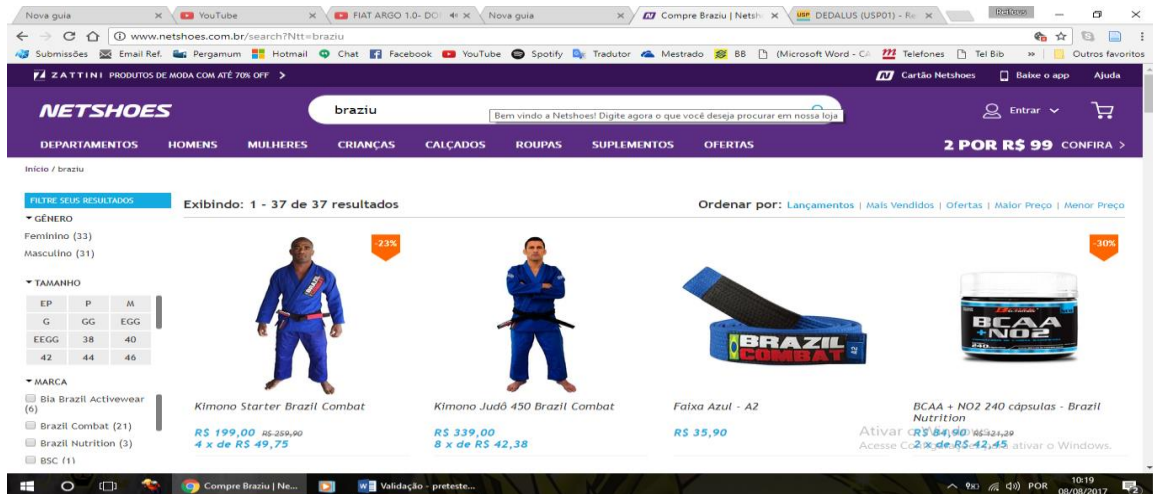 Nova guia YouTube FIAT ARGO 1.0- DO Nova guia Compre Braziu | Netsh DEDALUS (USP01) - Re
www.netshoes.com.br/search?Ntt=braziu
Submissões Email Ref. Pergamum Hotmail Chat Facebook YouTube Spotify Tradutor Mestrado BB (Microsoft Word - CA Telefones Tel Bib » Outros favoritos
ZATTINI PRODUTOS DE MODA COM ATÉ 70% OFF > Cartão Netshoes Baixe o app Ajuda
NETSHOES braziu Entrar
Bem vindo a Netshoes! Digite agora o que você deseja procurar em nossa loja
DEPARTAMENTOS HOMENS MULHERES CRIANÇAS CALÇADOS ROUPAS SUPLEMENTOS OFERTAS 2 POR R$ 99 CONFIRA >
Início / braziu
FILTRE SEUS RESULTADOS
Exibindo: 1 - 37 de 37 resultados
Ordenar por: Lançamentos | Mais Vendidos | Ofertas | Maior Preço | Menor Preço
GÊNERO
Feminino (33)
Masculino (31)
TAMANHO
EP P M
G GG EGG
EEGG 38 40
42 44 46
MARCA
Bia Brazil Activewear (6)
Brazil Combat (21)
Brazil Nutrition (3)
BSC (1)
-23%
Kimono Starter Brazil Combat
R$ 199,00 R$ 259,90
4 x de R$ 49,75
Kimono Judô 450 Brazil Combat
R$ 339,00
8 x de R$ 42,38
BRAZIL
COMBAT
Faixa Azul - A2
R$ 35,90
-30%
BCAA
+NO2
240
BCAA + NO2 240 cápsulas - Brazil
Nutrition
R$ 84,90 R$ 121,29
2 x de R$ 42,45
Ativar o Windows
Acesse ativar o Windows.
Compre Braziu | Ne... Validação - preteste... POR 10:19
08/08/2017